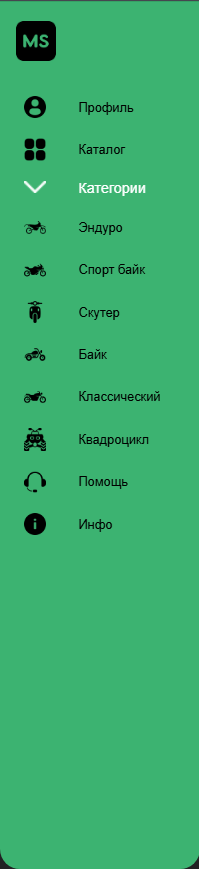 MS
Профиль
Каталог
Категории
Эндуро
Спорт байк
Скутер
Байк
Классический
Квадроцикл
Помощь
Инфо